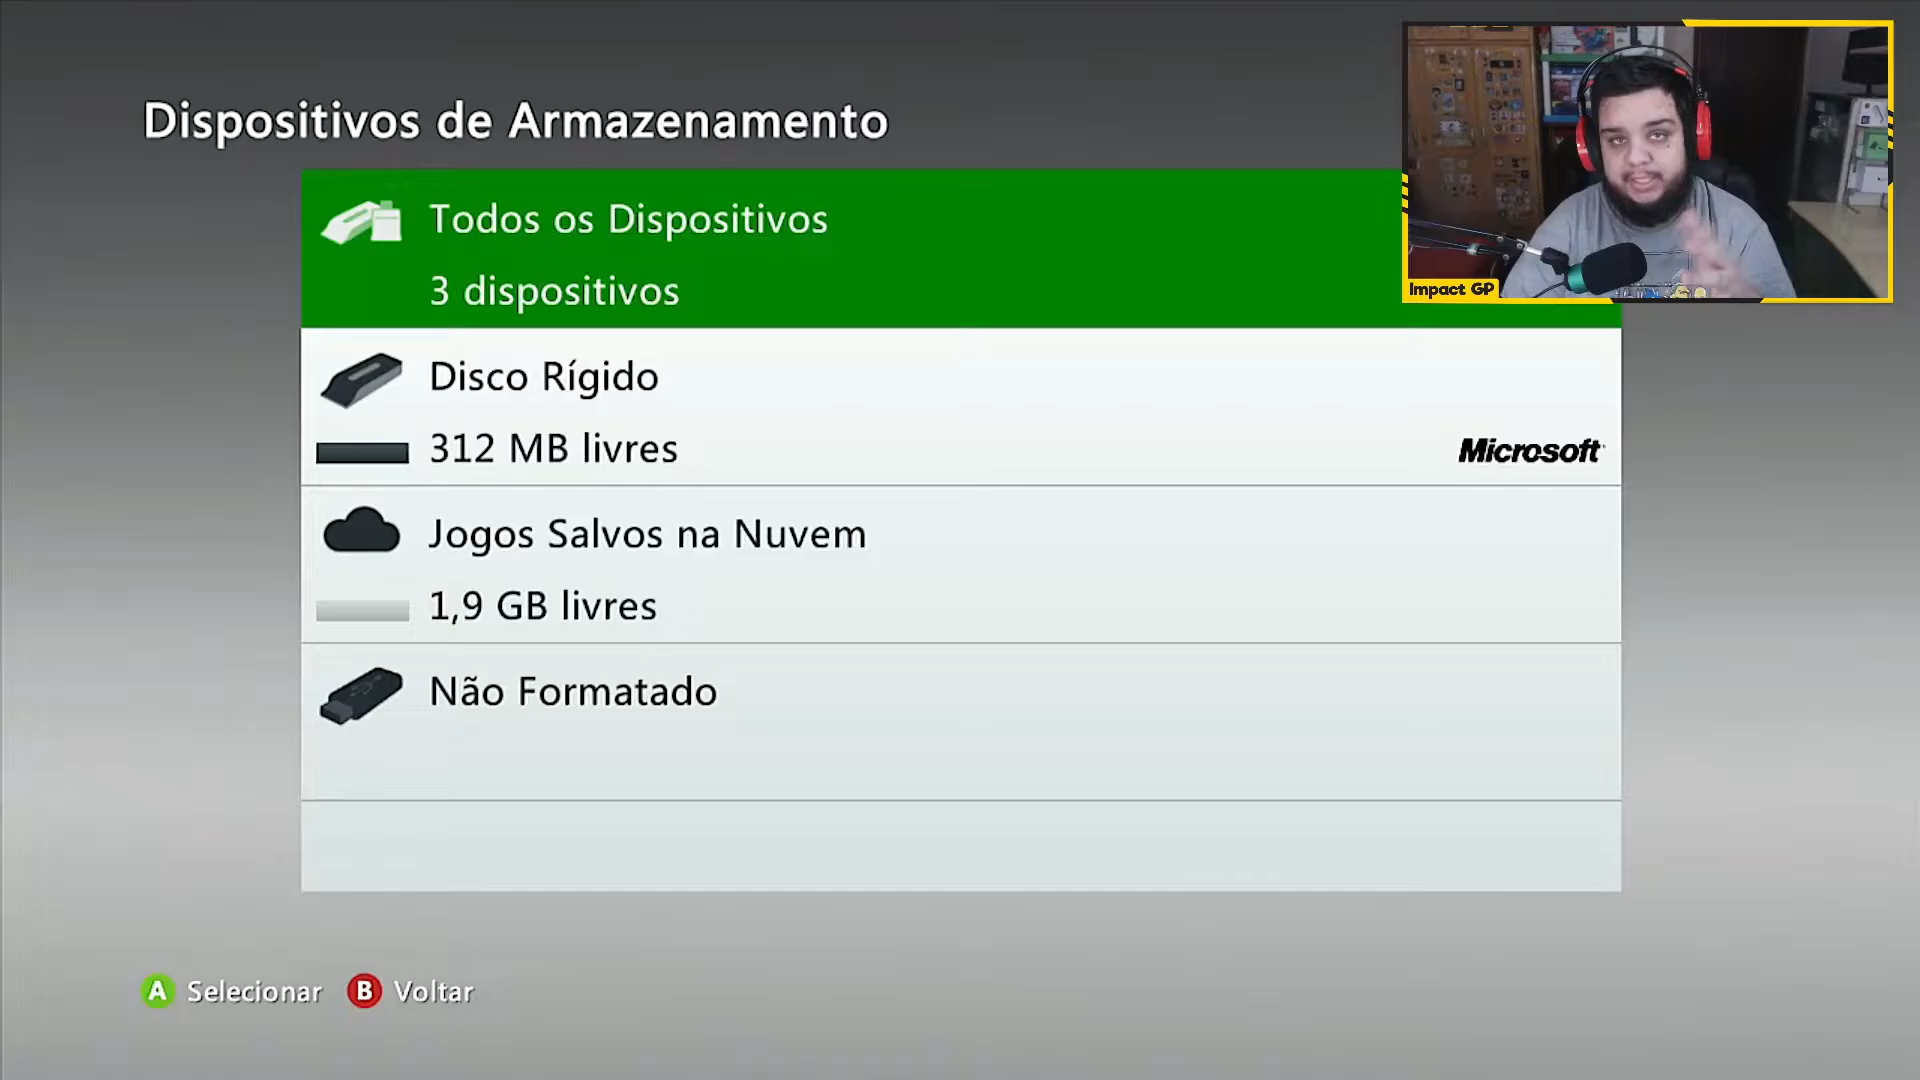 Dispositivos de Armazenamento
Todos os Dispositivos
3 dispositivos
Impact GP
Disco Rígido
312 MB livres
Microsoft
Jogos Salvos na Nuvem
1,9 GB livres
Não Formatado
A Selecionar B Voltar